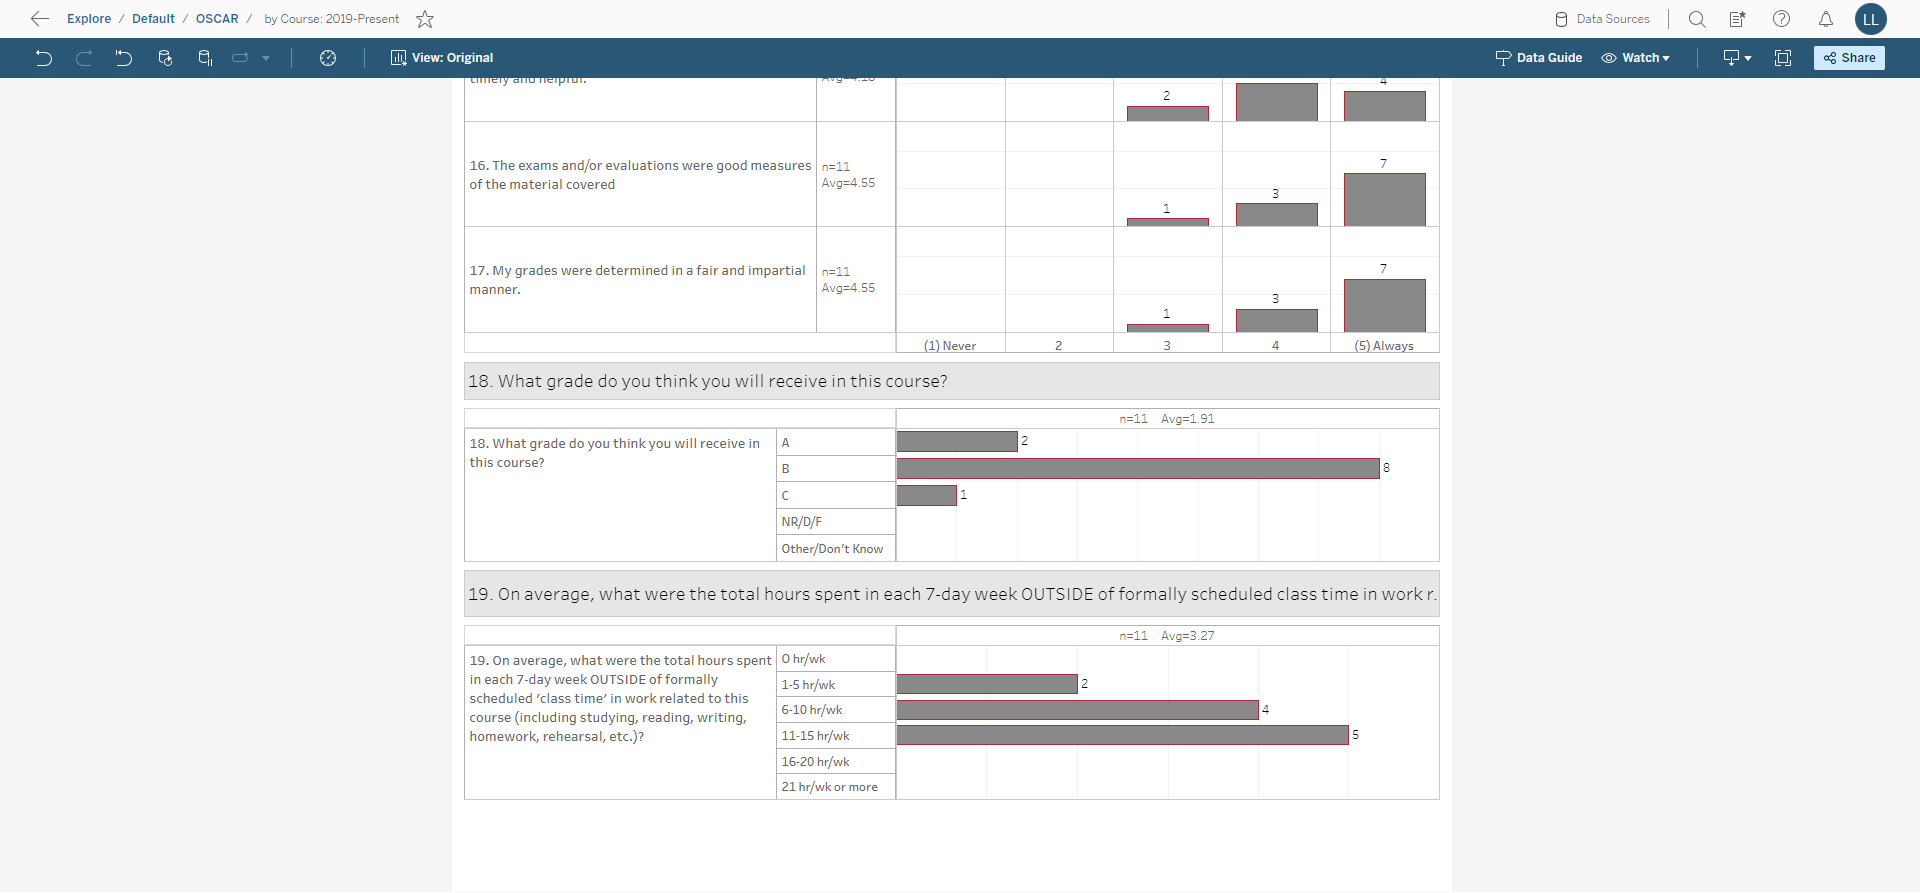 Explore / Default / OSCAR / by Course: 2019-Present
Data Sources
LL
View: Original
Data Guide
Watch
Share
timely and helpful.
2
4
16. The exams and/or evaluations were good measures
of the material covered
n=11
Avg=4.55
1
3
7
17. My grades were determined in a fair and impartial
manner.
n=11
Avg=4.55
1
3
7
(1) Never
2
3
4
(5) Always
18. What grade do you think you will receive in this course?
n=11 Avg=1.91
18. What grade do you think you will receive in
this course?
A
2
B
8
C
1
NR/D/F
Other/Don't Know
19. On average, what were the total hours spent in each 7-day week OUTSIDE of formally scheduled class time in work r.
n=11 Avg=3.27
19. On average, what were the total hours spent
in each 7-day week OUTSIDE of formally
scheduled ‘class time’ in work related to this
course (including studying, reading, writing,
homework, rehearsal, etc.)?
0 hr/wk
1-5 hr/wk
2
6-10 hr/wk
4
11-15 hr/wk
5
16-20 hr/wk
21 hr/wk or more